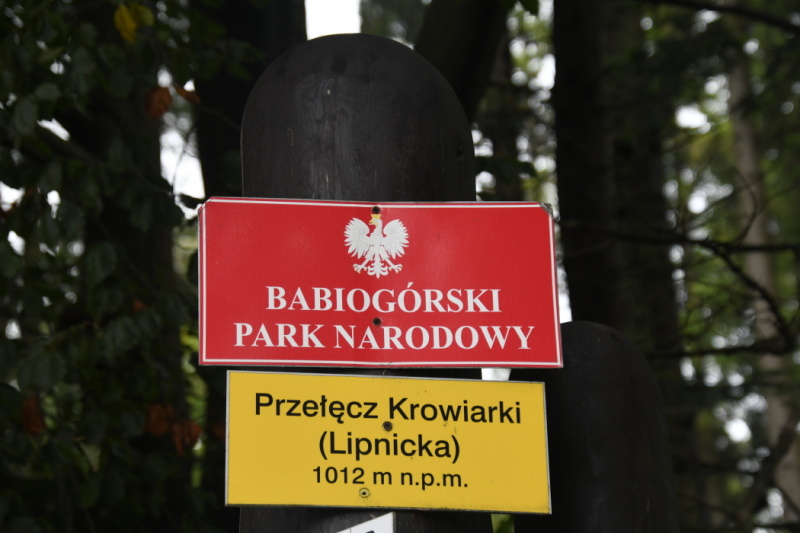 BABIOGÓRSKI
PARK NARODOWY
Przełęcz Krowiarki
(Lipnicka)
1012 m n.p.m.